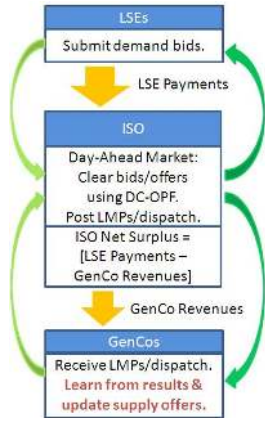 LSEs
Submit demand bids.
LSE Payments
ISO
Day-Ahead Market:
Clear bids/offers
using DC-OPF.
Post LMPs/dispatch.
ISO Net Surplus =
[LSE Payments –
GenCo Revenues]
GenCo Revenues
GenCos
Receive LMPs/dispatch.
Learn from results &
update supply offers.